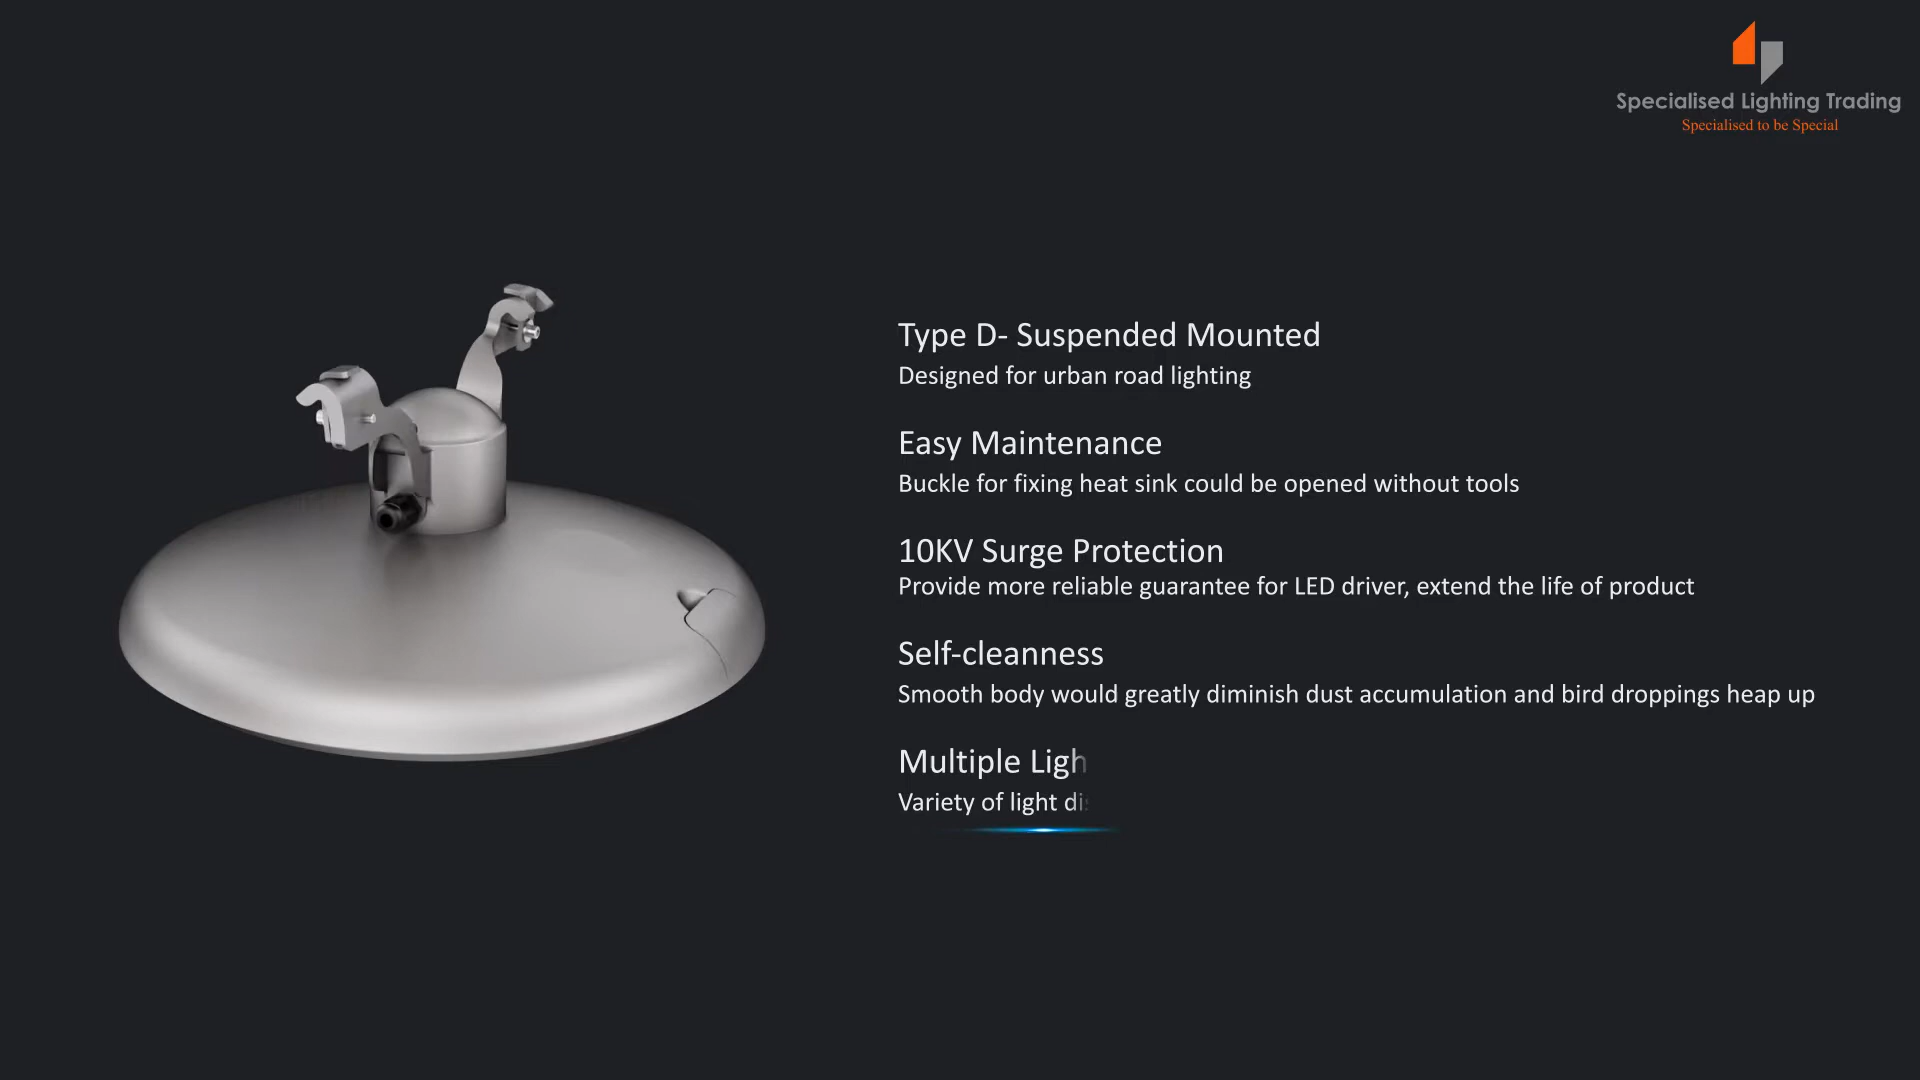 Specialised Lighting Trading
Specialised to be Special
Type D- Suspended Mounted
Designed for urban road lighting
Easy Maintenance
Buckle for fixing heat sink could be opened without tools
10KV Surge Protection
Provide more reliable guarantee for LED driver, extend the life of product
Self-cleanness
Smooth body would greatly diminish dust accumulation and bird droppings heap up
Multiple Ligh
Variety of light di